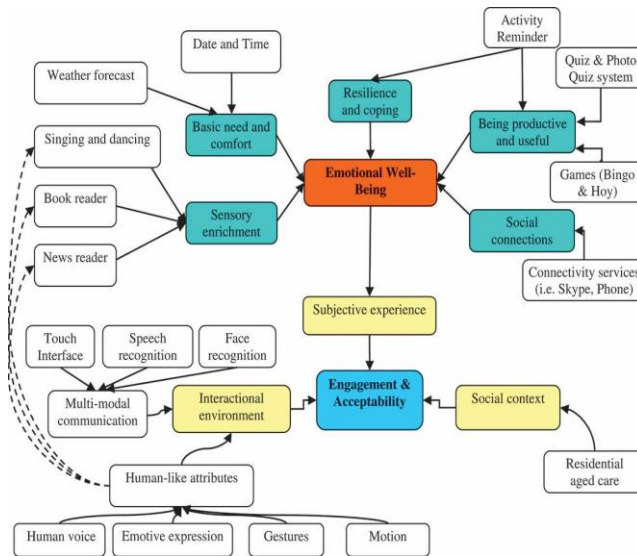 Activity
Reminder
Date and Time
Quiz & Photo
Quiz system
Weather forecast
Resilience
and coping
Basic need and
comfort
Being productive
and useful
Singing and dancing
Emotional Well-
Being
Games (Bingo
& Hoy)
Book reader
Sensory
enrichment
Social
connections
News reader
Connectivity services
(i.e. Skype, Phone)
Subjective experience
Touch
Interface
Speech
recognition
Face
recognition
Engagement &
Acceptability
Multi-modal
communication
Interactional
environment
Social context
Human-like attributes
Residential
aged care
Human voice
Emotive expression
Gestures
Motion